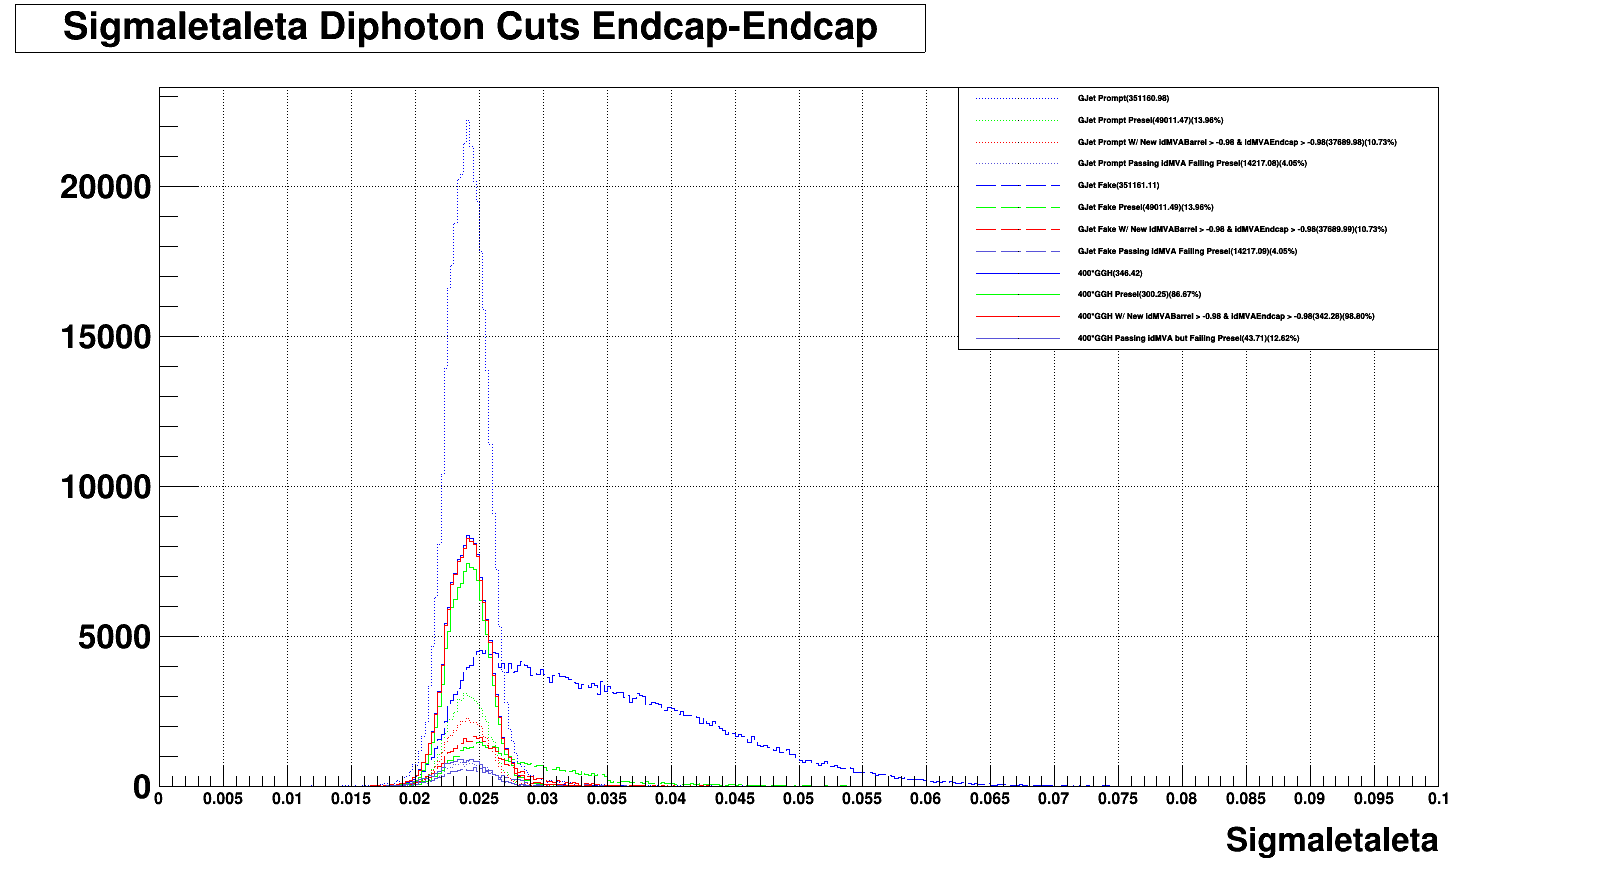 SigmaIetaIeta Diphoton Cuts Endcap-Endcap
GJet Prompt(351160.98)
GJet Prompt Presel(49011.47)(13.96%)
GJet Prompt W/ New idMVABarrel > -0.98 & idMVAEndcap > -0.98(37689.98)(10.73%)
GJet Prompt Passing idMVA Failing Presel(14217.08)(4.05%)
GJet Fake(351161.11)
GJet Fake Presel(49011.49)(13.96%)
GJet Fake W/ New idMVABarrel > -0.98 & idMVAEndcap > -0.98(37689.99)(10.73%)
GJet Fake Passing idMVA Failing Presel(14217.09)(4.05%)
400*GGH(346.42)
400*GGH Presel(300.25)(86.67%)
400*GGH W/ New idMVABarrel > -0.98 & idMVAEndcap > -0.98(342.28)(98.80%)
400*GGH Passing idMVA but Failing Presel(43.71)(12.62%)
20000
15000
10000
5000
0
0 0.005 0.01 0.015 0.02 0.025 0.03 0.035 0.04 0.045 0.05 0.055 0.06 0.065 0.07 0.075 0.08 0.085 0.09 0.095 0.1
SigmaIetaIeta